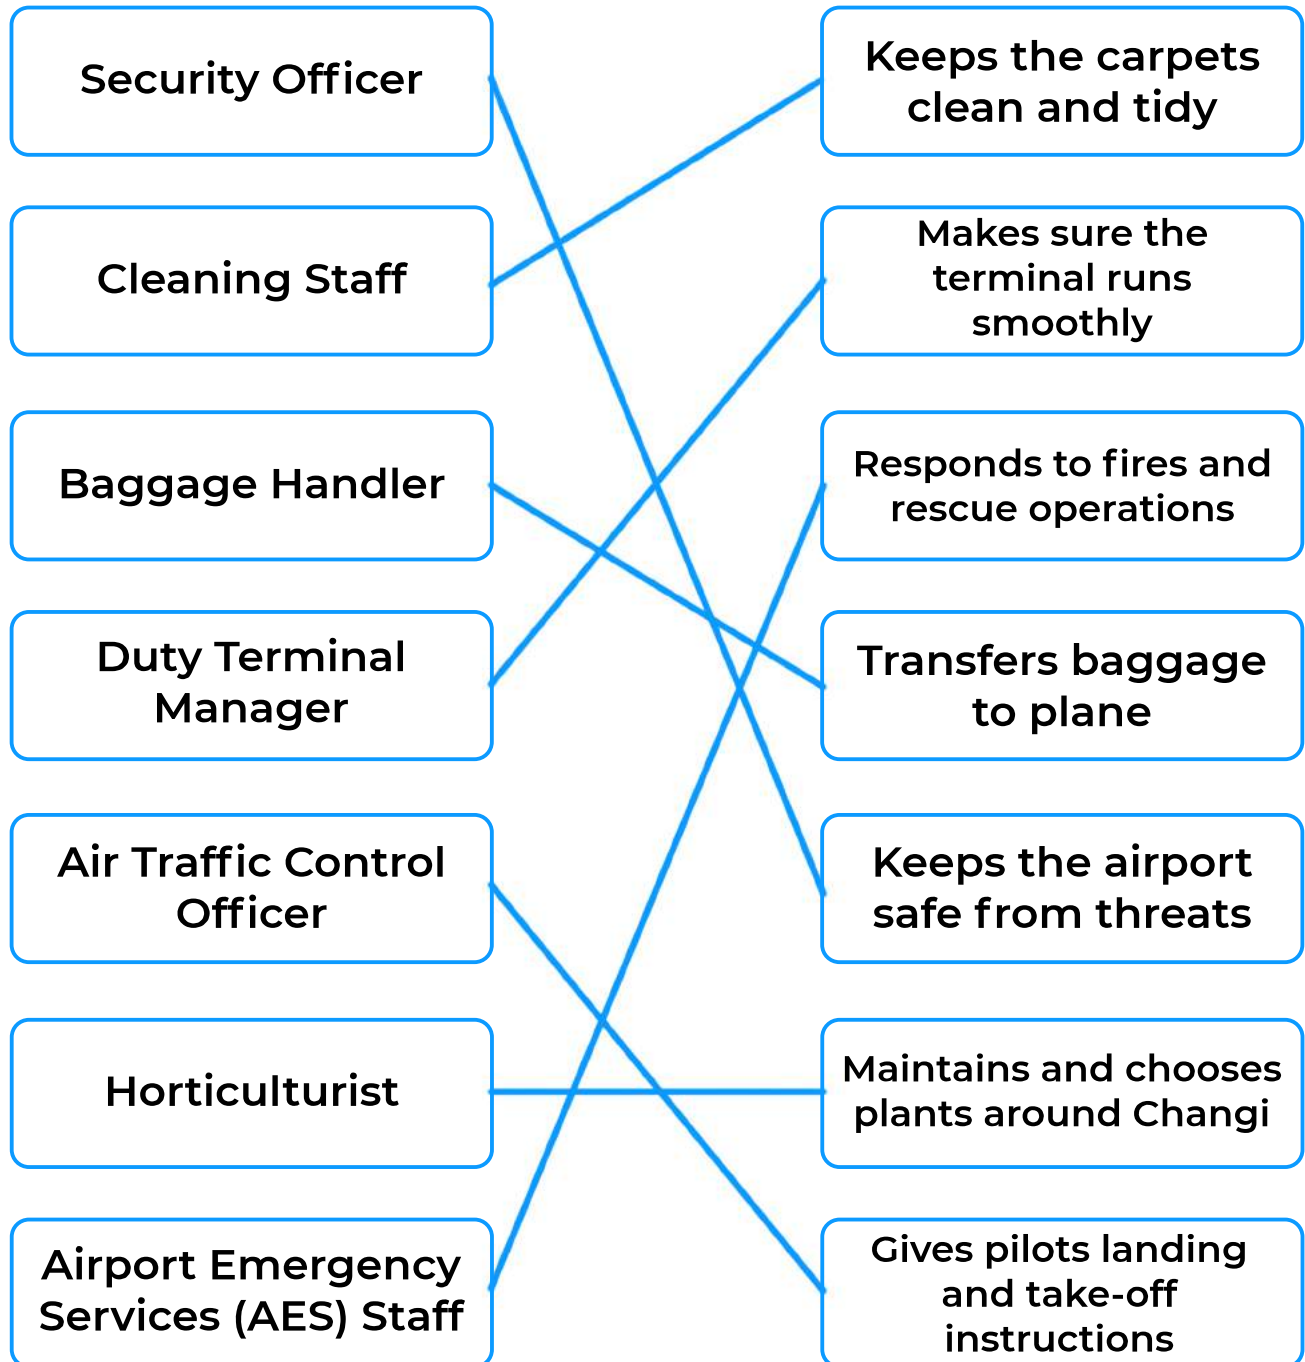 Security Officer
Keeps the carpets
clean and tidy
Cleaning Staff
Makes sure the
terminal runs
smoothly
Baggage Handler
Responds to fires and
rescue operations
Duty Terminal
Manager
Transfers baggage
to plane
Air Traffic Control
Officer
Keeps the airport
safe from threats
Horticulturist
Maintains and chooses
plants around Changi
Airport Emergency
Services (AES) Staff
Gives pilots landing
and take-off
instructions